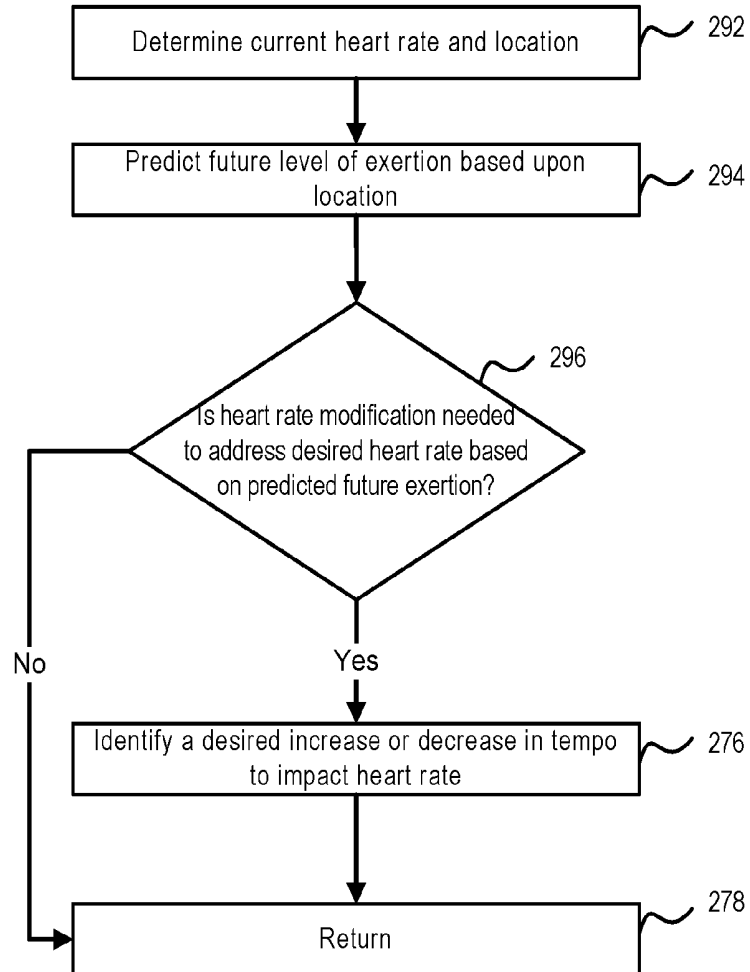 Determine current heart rate and location
292
Predict future level of exertion based upon
location
294
296
Is heart rate modification needed
to address desired heart rate based
on predicted future exertion?
No
Yes
Identify a desired increase or decrease in tempo
to impact heart rate
276
Return
278